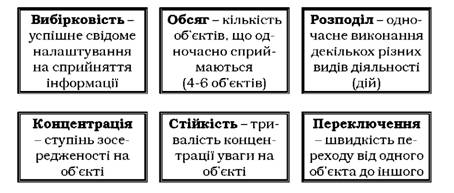 Вибірковість –
успішне свідоме
налаштування
на сприйняття
інформації
Обсяг – кількість
об'єктів, що од-
ночасно сприй-
маються
(4-6 об'єктів)
Розподіл – одно-
часне виконання
декількох різних
видів діяльності
(дій)
Концентрація
– ступінь зосе-
редженості на
об'єкті
Стійкість – три-
валість концен-
трації уваги на
об'єкті
Переключення
– швидкість пе-
реходу від одного
об'єкта до іншого